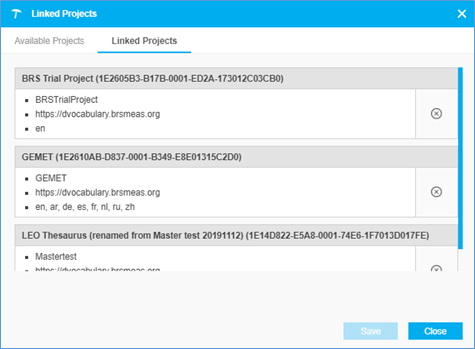 Linked Projects
Available Projects Linked Projects
BRS Trial Project (1E2605B3-B17B-0001-ED2A-173012C03CB0)
BRSTrialProject
https://dvocabulary.brsmeas.org
en
GEMET (1E2610AB-D837-0001-B349-E8E01315C2D0)
GEMET
https://dvocabulary.brsmeas.org
en, ar, de, es, fr, nl, ru, zh
LEO Thesaurus (renamed from Master test 20191112) (1E14D822-E5A8-0001-74E6-1F7013D017FE)
Mastertest
https://dvocabulary.brsmeas.org
Save Close